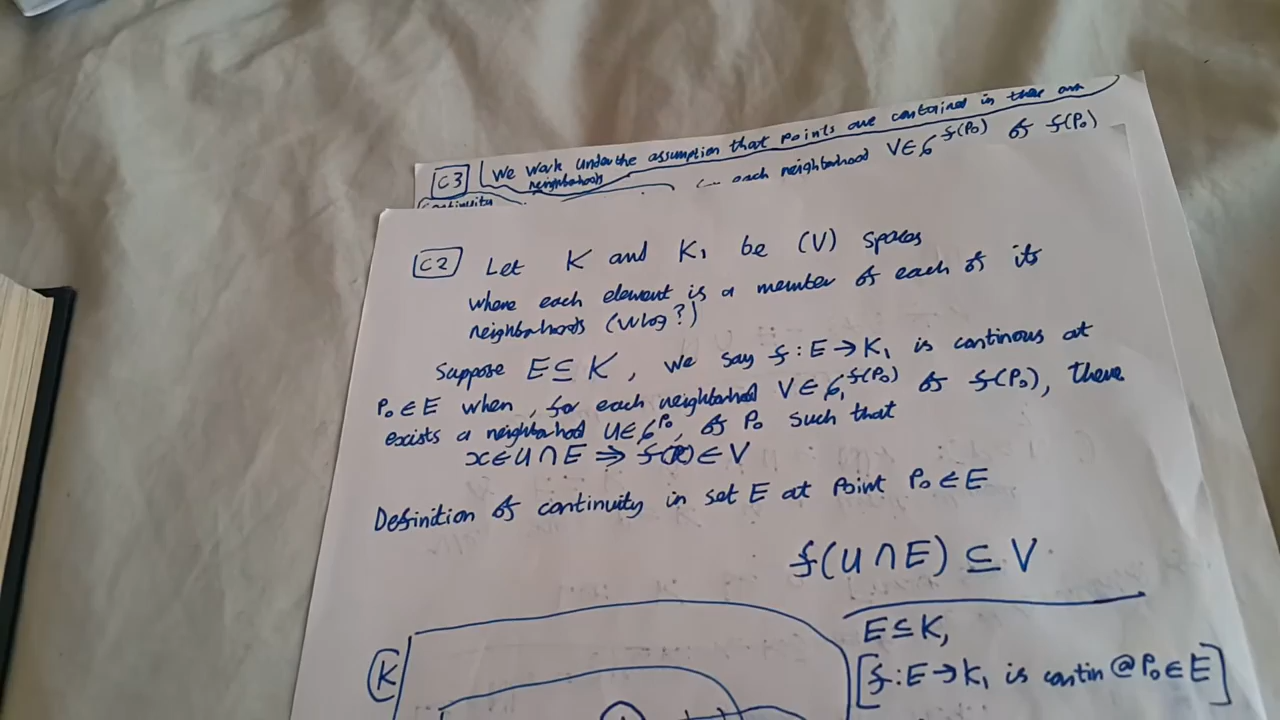 C3 We work under the assumption that points are contained in their own
neighborhoods
continuity each neighborhood V∈G^f(P₀) of f(P₀)
C2 Let K and K₁ be (V) spaces
where each element is a member of each of its
neighborhoods (wlog?)
Suppose E⊆K, we say f:E→K₁ is continous at
P₀∈E when, for each neighborhood V∈G₁^f(P₀) of f(P₀), there
exists a neighborhood U∈G^P₀, of P₀ such that
x∈U∩E ⇒ f(x)∈V
Definition of continuity in set E at point P₀∈E
f(U∩E)⊆V
E⊆K,
[f:E→K₁ is contin@P₀∈E]
K